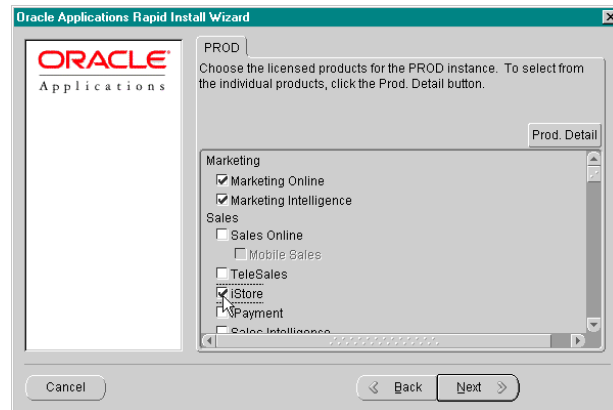 Oracle Applications Rapid Install Wizard
ORACLE
Applications
PROD
Choose the licensed products for the PROD instance. To select from
the individual products, click the Prod. Detail button.
Prod. Detail
Marketing
Marketing Online
Marketing Intelligence
Sales
Sales Online
Mobile Sales
TeleSales
iStore
Payment
Sales Intelligence
Cancel
Back
Next